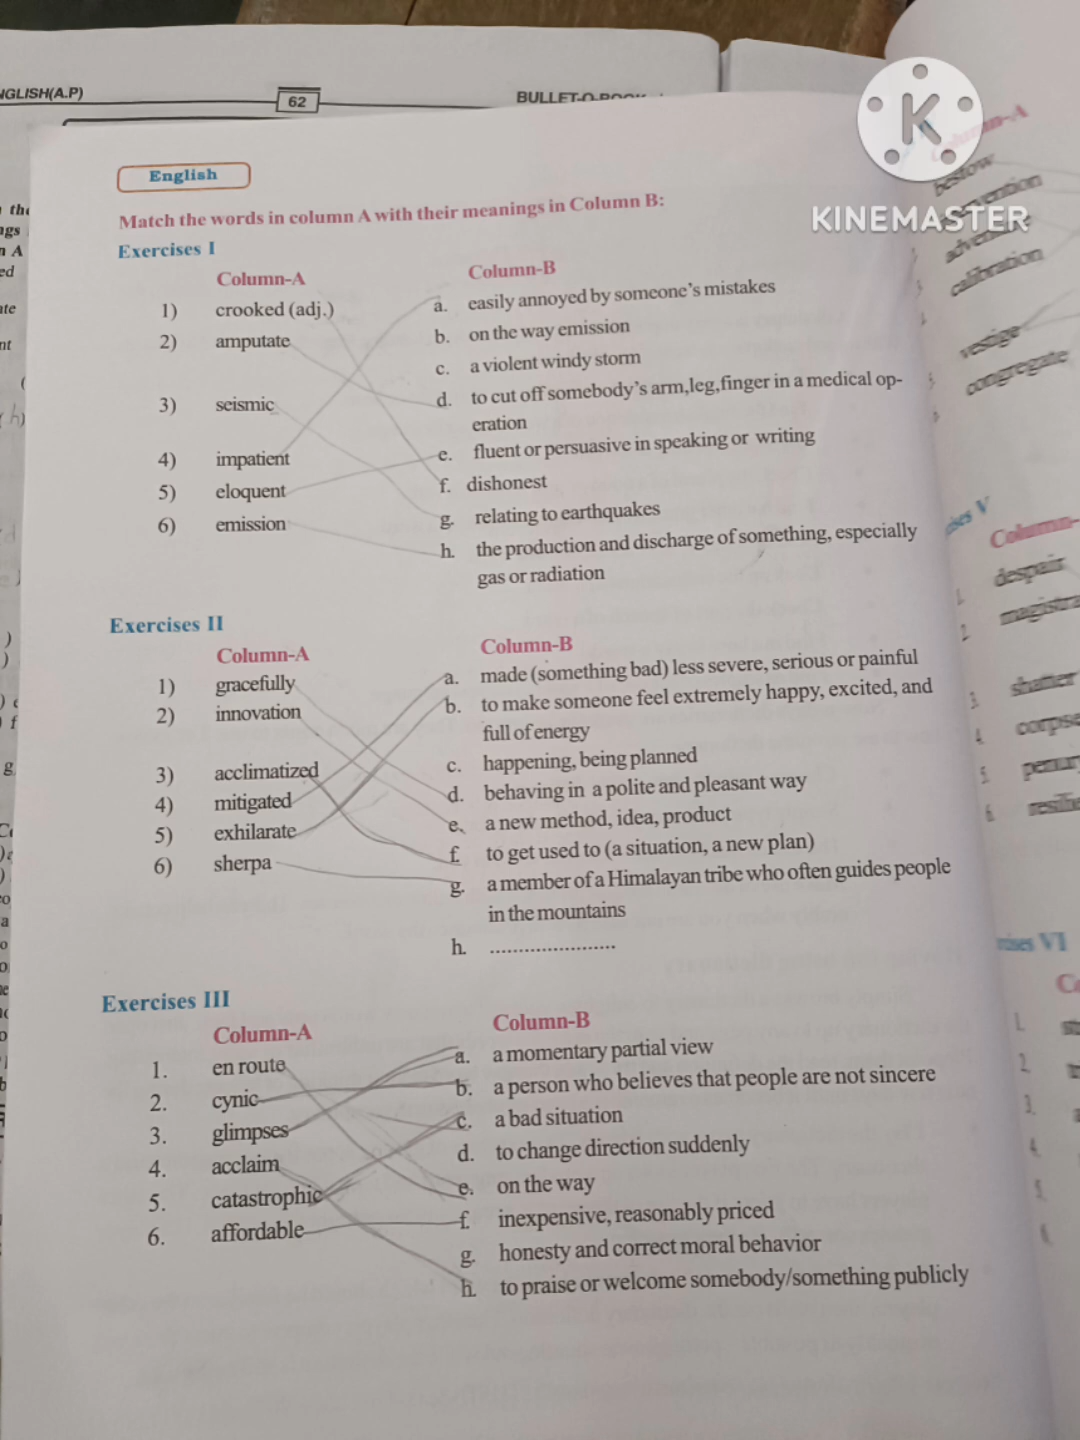 NGLISH(A.P)
62
KINEMASTER
English
Match the words in column A with their meanings in Column B:
Exercises I
Column-A Column-B
1) crooked (adj.) a. easily annoyed by someone's mistakes
2) amputate b. on the way emission
c. a violent windy storm
3) seismic d. to cut off somebody's arm,leg,finger in a medical op-
eration
4) impatient e. fluent or persuasive in speaking or writing
5) eloquent f. dishonest
6) emission g. relating to earthquakes
h. the production and discharge of something, especially
gas or radiation
Exercises II
Column-A Column-B
1) gracefully a. made (something bad) less severe, serious or painful
2) innovation b. to make someone feel extremely happy, excited, and
full of energy
3) acclimatized c. happening, being planned
4) mitigated d. behaving in a polite and pleasant way
5) exhilarate e. a new method, idea, product
6) sherpa f. to get used to (a situation, a new plan)
g. a member of a Himalayan tribe who often guides people
in the mountains
h. ......................
Exercises III
Column-A Column-B
1. en route a. a momentary partial view
2. cynic b. a person who believes that people are not sincere
3. glimpses c. a bad situation
4. acclaim d. to change direction suddenly
5. catastrophic e. on the way
6. affordable f. inexpensive, reasonably priced
g. honesty and correct moral behavior
h. to praise or welcome somebody/something publicly
bestow
calibration
vestige
congregate
despair
shatter